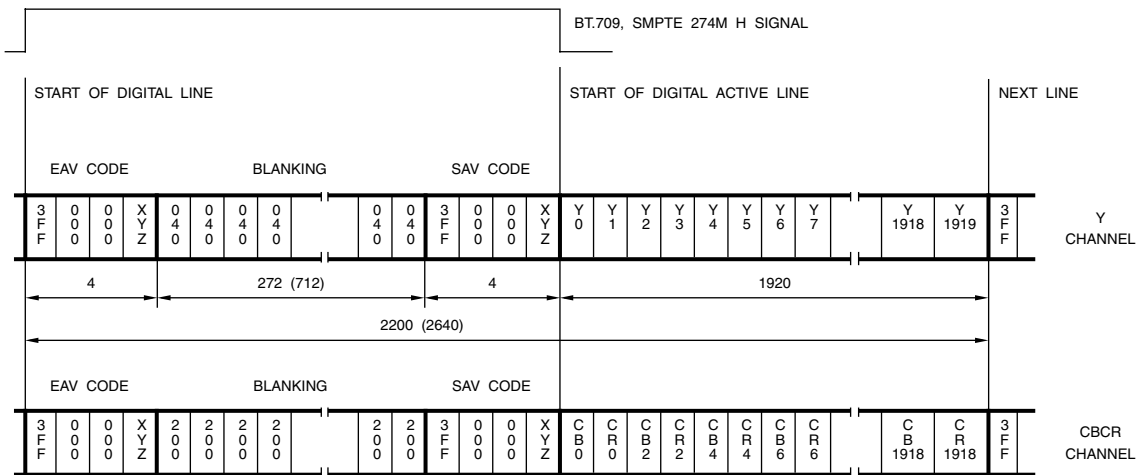 BT.709, SMPTE 274M H SIGNAL
START OF DIGITAL LINE
START OF DIGITAL ACTIVE LINE
NEXT LINE
EAV CODE BLANKING SAV CODE
3FF 000 000 XYZ 040 040 040 040 040 040 3FF 000 000 XYZ Y0 Y1 Y2 Y3 Y4 Y5 Y6 Y7 Y1918 Y1919 3FF
Y CHANNEL
4 272 (712) 4 1920
2200 (2640)
EAV CODE BLANKING SAV CODE
3FF 000 000 XYZ 200 200 200 200 200 200 3FF 000 000 XYZ CB0 CR0 CB2 CR2 CB4 CR4 CB6 CR6 CB1918 CR1918 3FF
CBCR CHANNEL